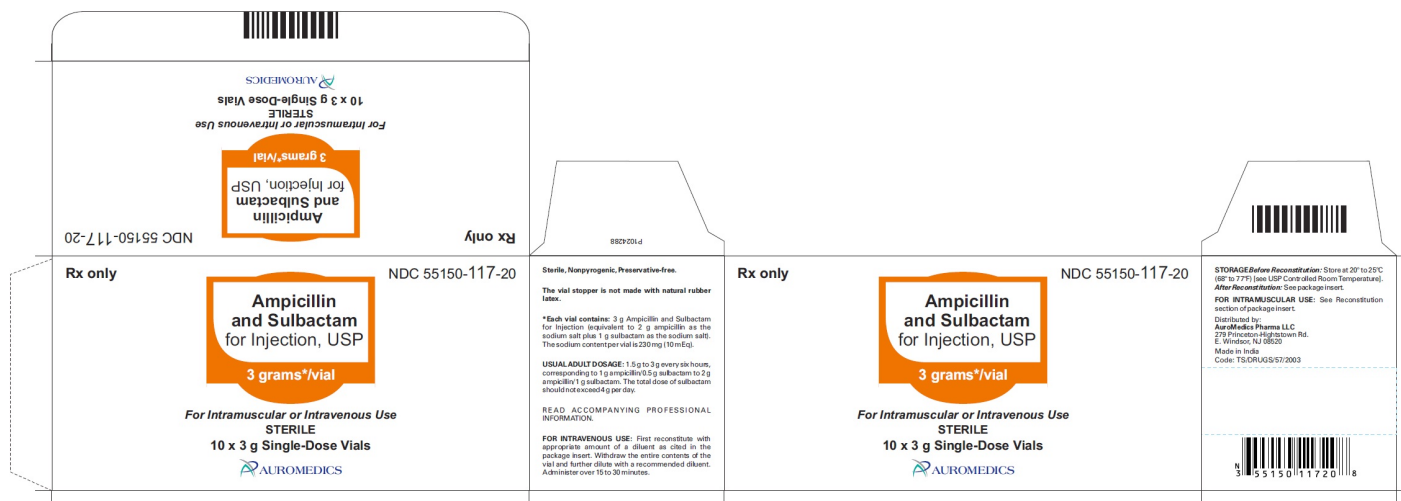 AUROMEDICS
10 x 3 g Single-Dose Vials
STERILE
For Intramuscular or Intravenous Use
3 grams*/vial
Ampicillin
and Sulbactam
for Injection, USP
NDC 55150-117-20
Rx only
P1024288
Rx only
NDC 55150-117-20
Ampicillin
and Sulbactam
for Injection, USP
3 grams*/vial
For Intramuscular or Intravenous Use
STERILE
10 x 3 g Single-Dose Vials
AUROMEDICS
Sterile, Nonpyrogenic, Preservative-free.
The vial stopper is not made with natural rubber
latex.
*Each vial contains: 3 g Ampicillin and Sulbactam
for Injection (equivalent to 2 g ampicillin as the
sodium salt plus 1 g sulbactam as the sodium salt).
The sodium content per vial is 230 mg (10 mEq).
USUAL ADULT DOSAGE: 1.5 g to 3 g every six hours,
corresponding to 1 g ampicillin/0.5 g sulbactam to 2 g
ampicillin/1 g sulbactam. The total dose of sulbactam
should not exceed 4 g per day.
READ ACCOMPANYING PROFESSIONAL
INFORMATION.
FOR INTRAVENOUS USE: First reconstitute with
appropriate amount of a diluent as cited in the
package insert. Withdraw the entire contents of the
vial and further dilute with a recommended diluent.
Administer over 15 to 30 minutes.
Rx only
NDC 55150-117-20
Ampicillin
and Sulbactam
for Injection, USP
3 grams*/vial
For Intramuscular or Intravenous Use
STERILE
10 x 3 g Single-Dose Vials
AUROMEDICS
STORAGE Before Reconstitution: Store at 20° to 25°C
(68° to 77°F) [see USP Controlled Room Temperature].
After Reconstitution: See package insert.
FOR INTRAMUSCULAR USE: See Reconstitution
section of package insert.
Distributed by:
AuroMedics Pharma LLC
279 Princeton-Hightstown Rd.
E. Windsor, NJ 08520
Made in India
Code: TS/DRUGS/57/2003
N
3 55150 11720 8